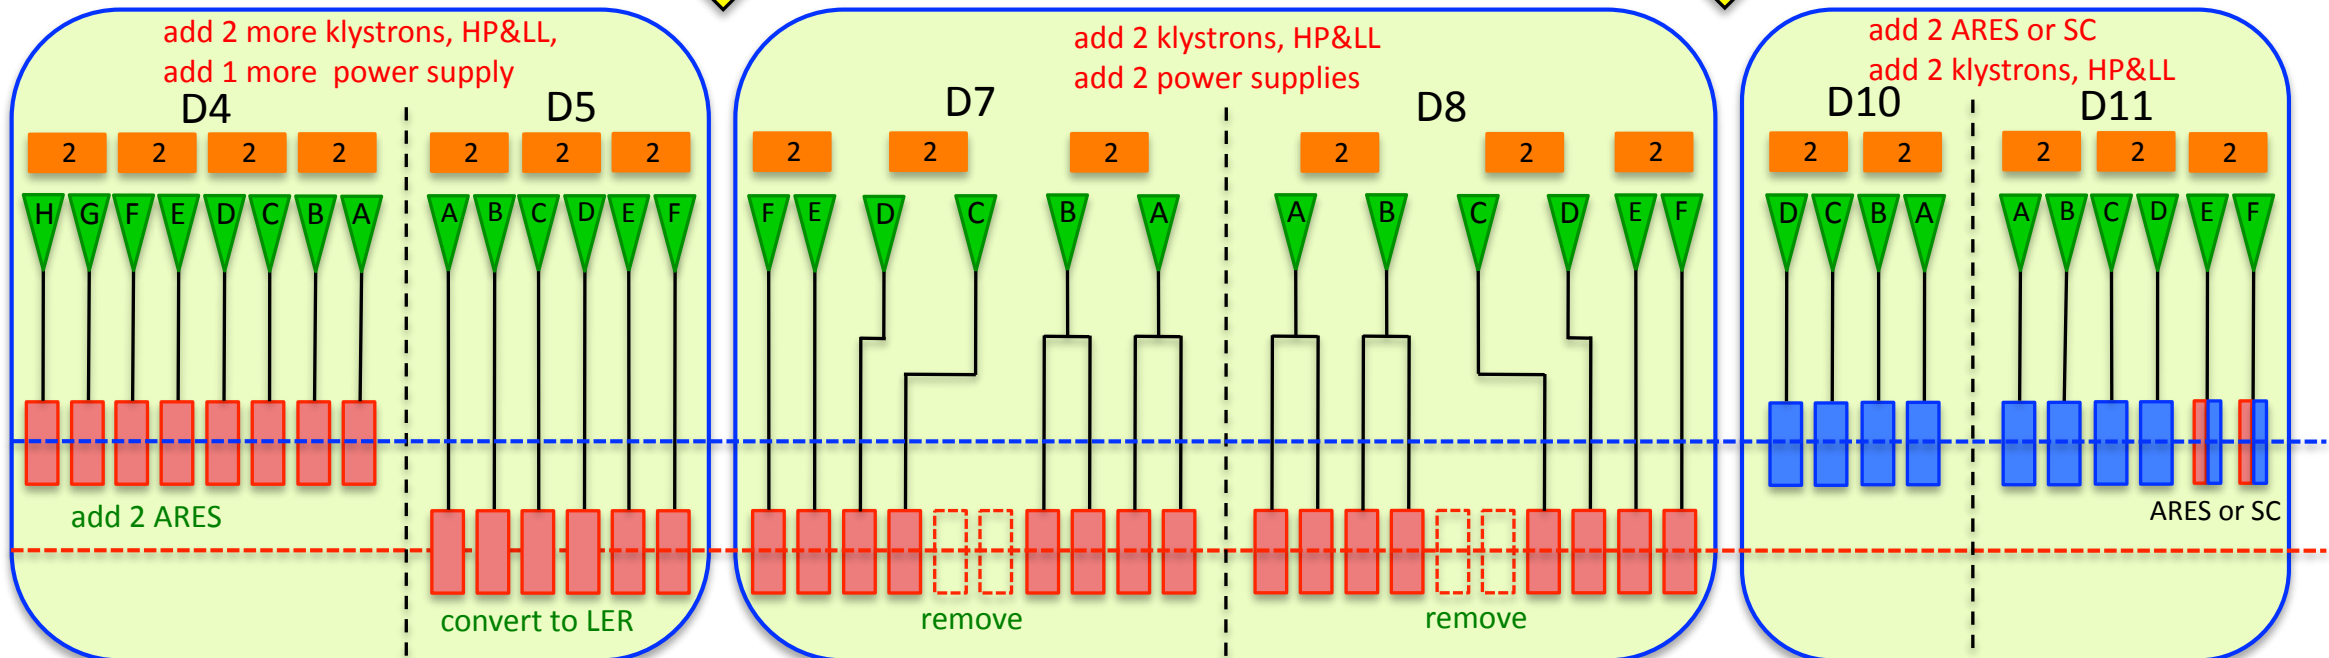 add 2 more klystrons, HP&LL,
add 1 more power supply
D4
D5
2 2 2 2 2 2 2
H G F E D C B A A B C D E F
add 2 ARES
convert to LER
add 2 klystrons, HP&LL
add 2 power supplies
D7
D8
2 2 2 2 2 2
F E D C B A A B C D E F
remove
remove
add 2 ARES or SC
add 2 klystrons, HP&LL
D10
D11
2 2 2 2 2
D C B A A B C D E F
ARES or SC